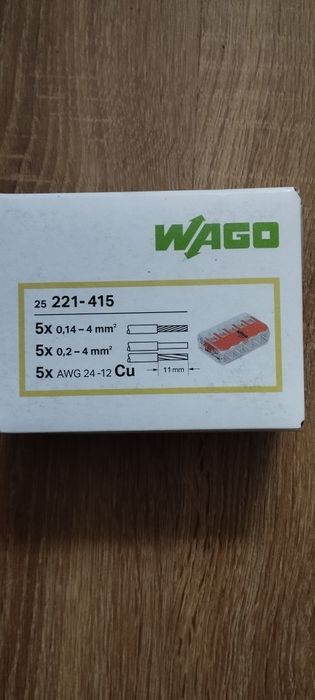 WAGO
25 221-415
5x 0,14-4 mm²
5x 0,2-4 mm²
5x AWG 24-12 Cu
11 mm